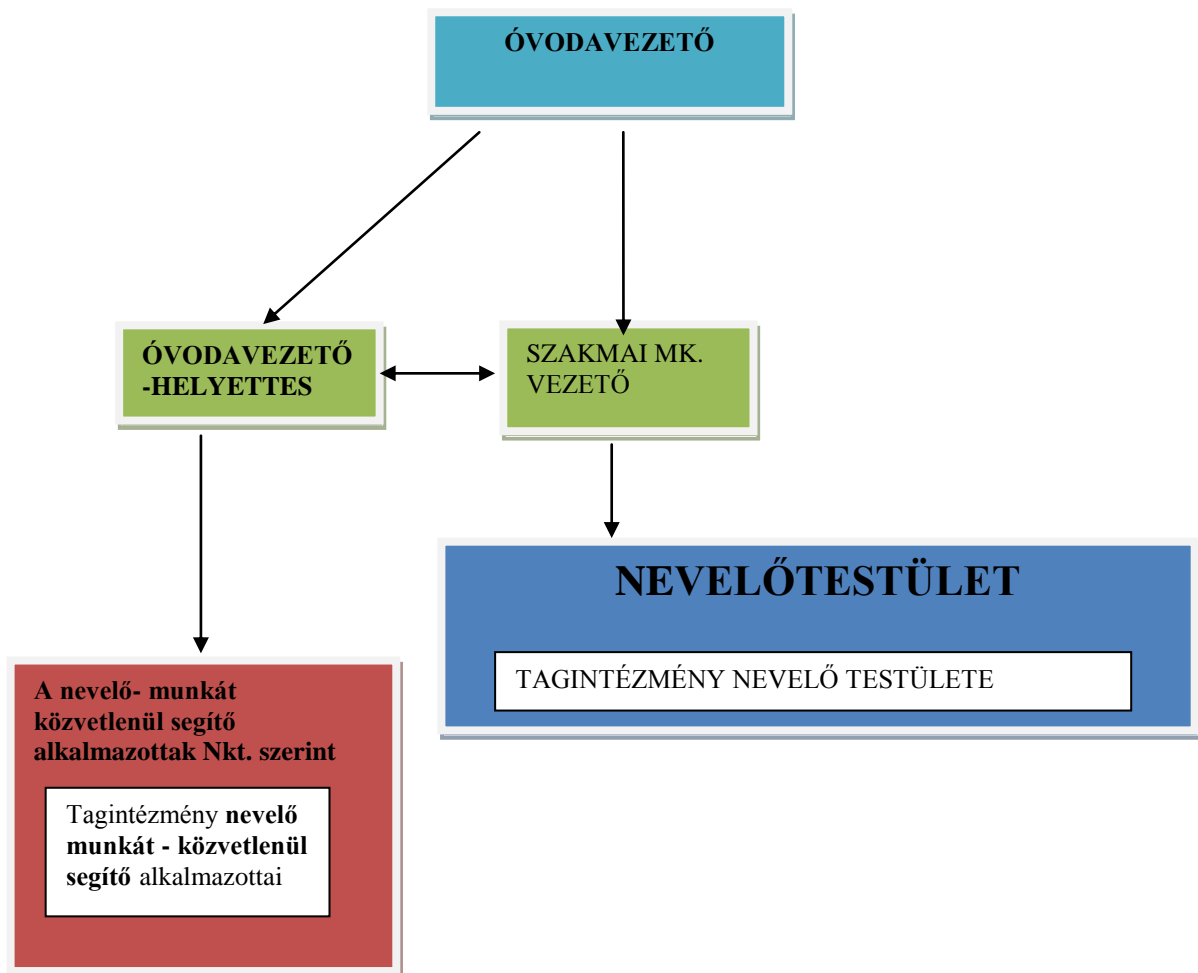 ÓVODAVEZETŐ
ÓVODAVEZETŐ
-HELYETTES
SZAKMAI MK.
VEZETŐ
NEVELŐTESTÜLET
TAGINTÉZMÉNY NEVELŐ TESTÜLETE
A nevelő- munkát
közvetlenül segítő
alkalmazottak Nkt. szerint
Tagintézmény nevelő
munkát - közvetlenül
segítő alkalmazottai